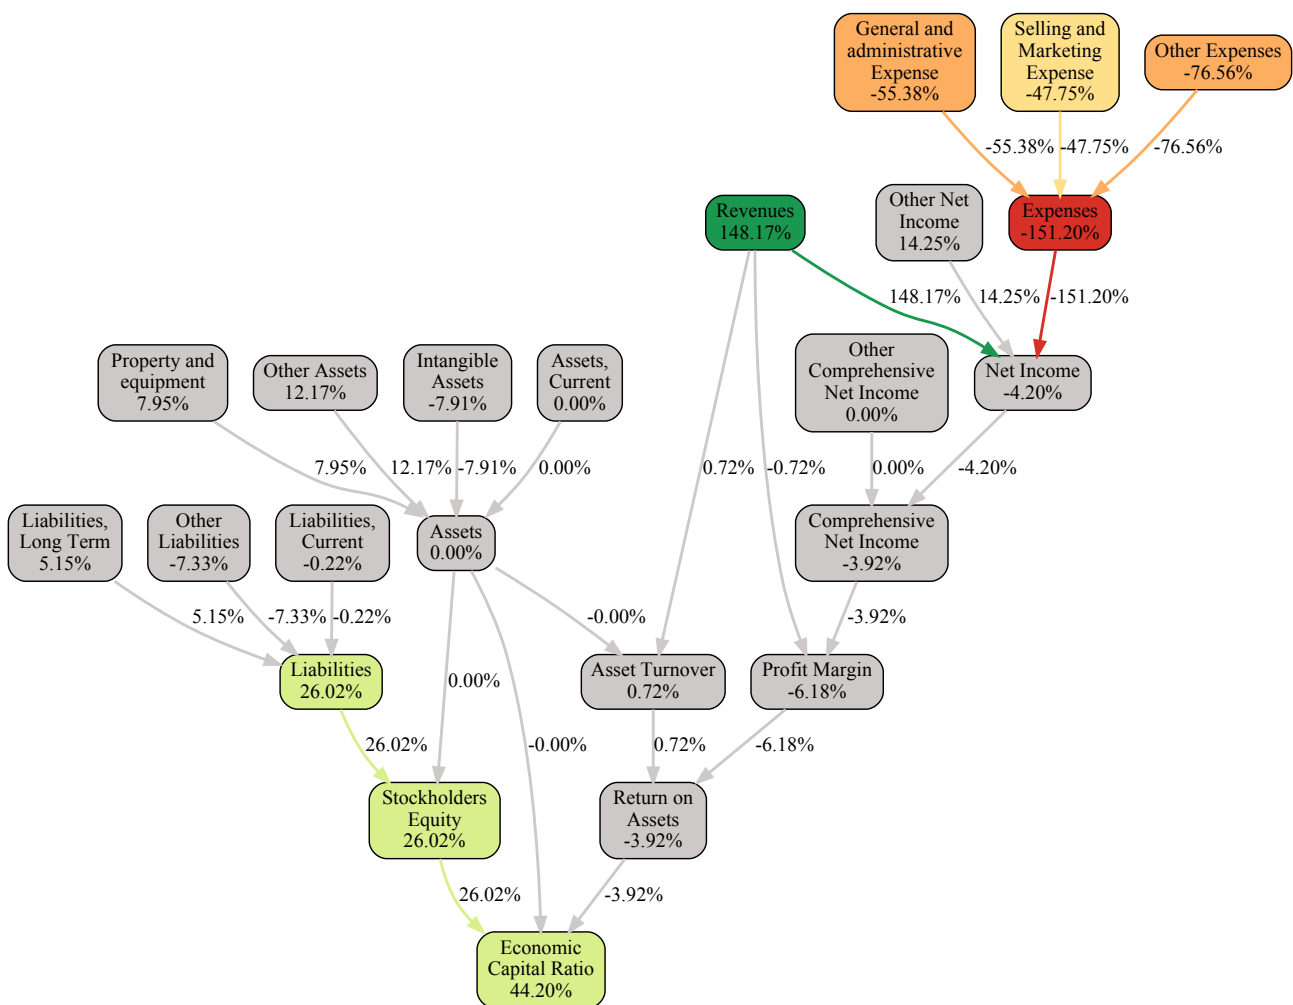 General and
administrative
Expense
-55.38%
Selling and
Marketing
Expense
-47.75%
Other Expenses
-76.56%
-55.38%
-47.75%
-76.56%
Revenues
148.17%
Other Net
Income
14.25%
Expenses
-151.20%
148.17%
14.25%
-151.20%
Property and
equipment
7.95%
Other Assets
12.17%
Intangible
Assets
-7.91%
Assets,
Current
0.00%
Other
Comprehensive
Net Income
0.00%
Net Income
-4.20%
7.95%
12.17%
-7.91%
0.00%
0.72%
-0.72%
0.00%
-4.20%
Liabilities,
Long Term
5.15%
Other
Liabilities
-7.33%
Liabilities,
Current
-0.22%
Assets
0.00%
Comprehensive
Net Income
-3.92%
5.15%
-7.33%
-0.22%
-0.00%
-3.92%
Liabilities
26.02%
0.00%
Asset Turnover
0.72%
Profit Margin
-6.18%
26.02%
-0.00%
0.72%
-6.18%
Stockholders
Equity
26.02%
Return on
Assets
-3.92%
26.02%
-3.92%
Economic
Capital Ratio
44.20%